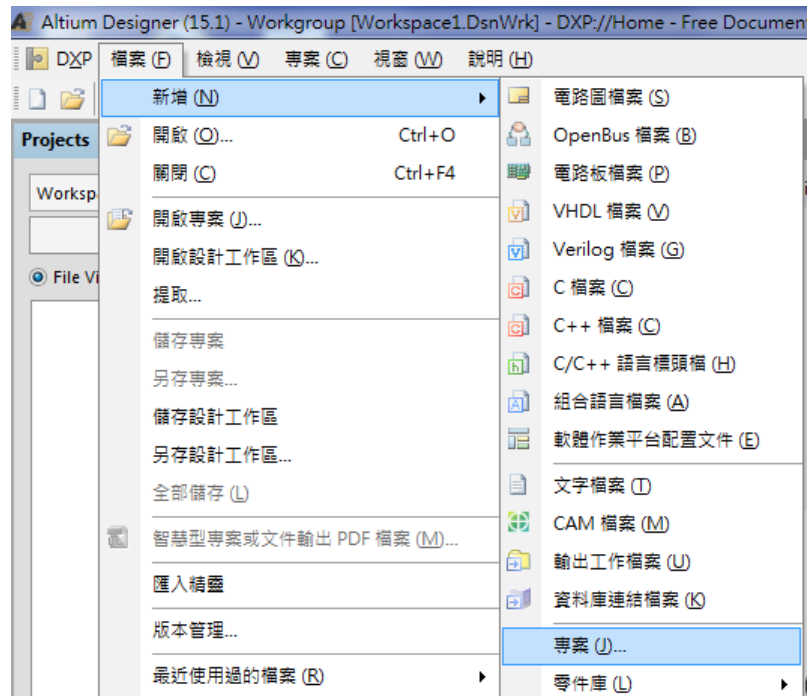 Altium Designer (15.1) - Workgroup [Workspace1.DsnWrk] - DXP://Home - Free Documen
DXP 檔案 (F) 檢視 (V) 專案 (C) 視窗 (W) 說明 (H)
Projects
Worksp
File Vi
新增 (N)
開啟 (O)... Ctrl+O
關閉 (C) Ctrl+F4
開啟專案 (J)...
開啟設計工作區 (K)...
提取...
儲存專案
另存專案...
儲存設計工作區
另存設計工作區...
全部儲存 (L)
智慧型專案或文件輸出 PDF 檔案 (M)...
匯入精靈
版本管理...
最近使用過的檔案 (R)
電路圖檔案 (S)
OpenBus 檔案 (B)
電路板檔案 (P)
VHDL 檔案 (V)
Verilog 檔案 (G)
C 檔案 (C)
C++ 檔案 (C)
C/C++ 語言標頭檔 (H)
組合語言檔案 (A)
軟體作業平台配置文件 (E)
文字檔案 (T)
CAM 檔案 (M)
輸出工作檔案 (U)
資料庫連結檔案 (K)
專案 (J)...
零件庫 (L)